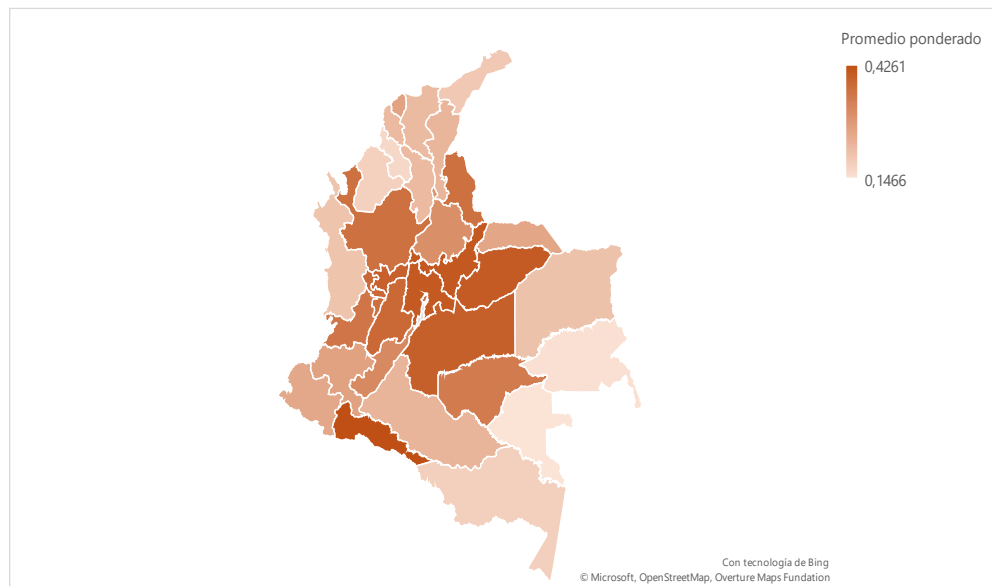 Promedio ponderado
0,4261
0,1466
Con tecnología de Bing
© Microsoft, OpenStreetMap, Overture Maps Fundation